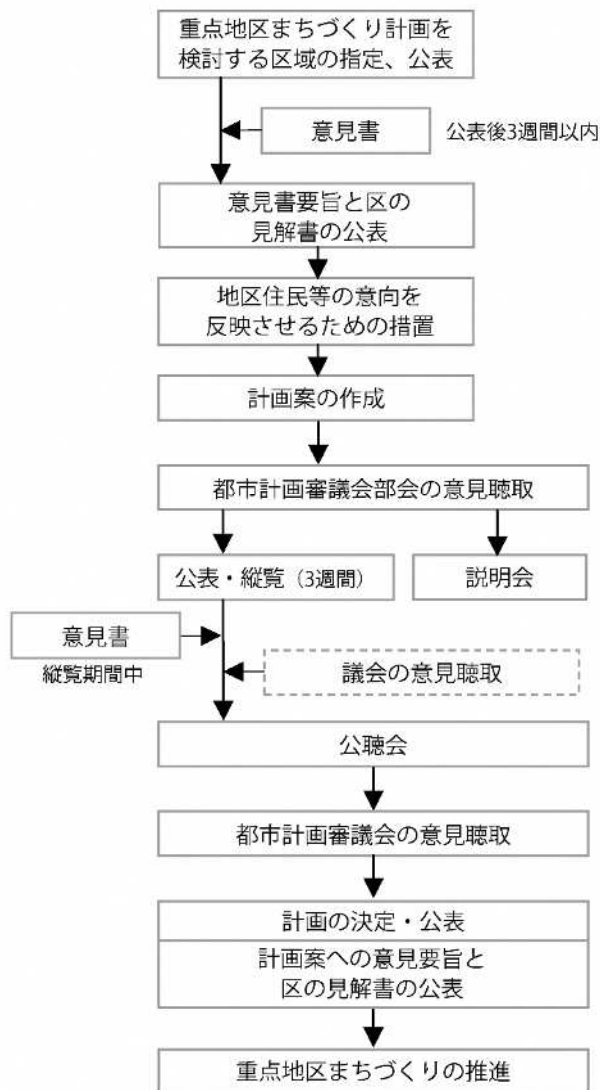 重点地区まちづくり計画を
検討する区域の指定、公表
意見書
公表後3週間以内
意見書要旨と区の
見解書の公表
地区住民等の意向を
反映させるための措置
計画案の作成
都市計画審議会部会の意見聴取
公表・縦覧（3週間）
説明会
意見書
縦覧期間中
議会の意見聴取
公聴会
都市計画審議会の意見聴取
計画の決定・公表
計画案への意見要旨と
区の見解書の公表
重点地区まちづくりの推進